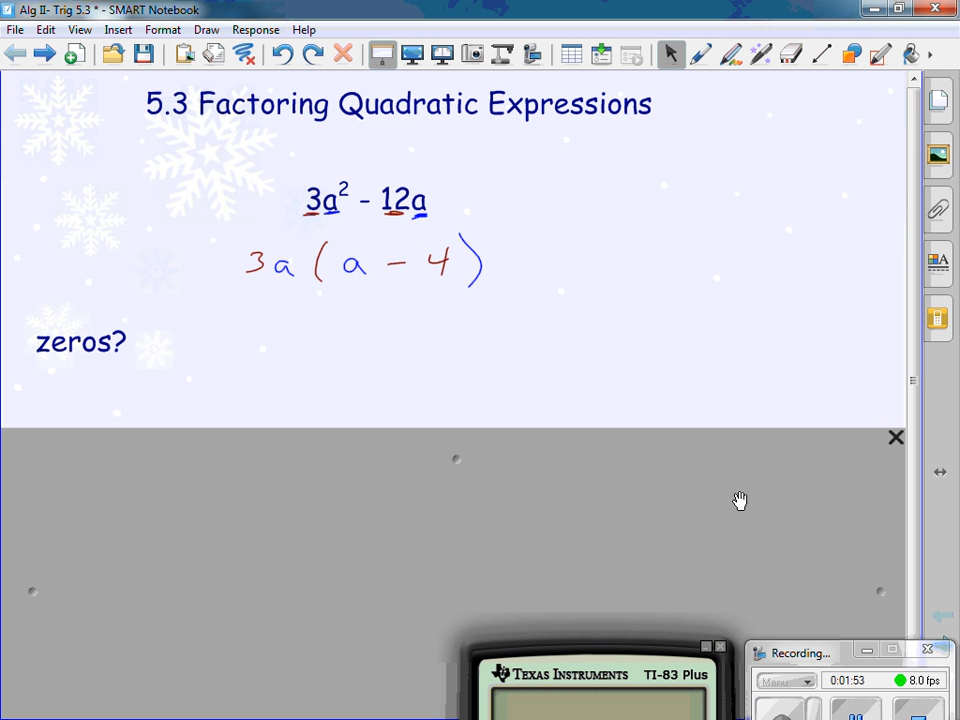 Alg II- Trig 5.3 * - SMART Notebook
File Edit View Insert Format Draw Response Help
5.3 Factoring Quadratic Expressions
3a² - 12a
3a ( a - 4 )
zeros?
TEXAS INSTRUMENTS TI-83 Plus
Recording...
Menu 0:01:53 8.0 fps